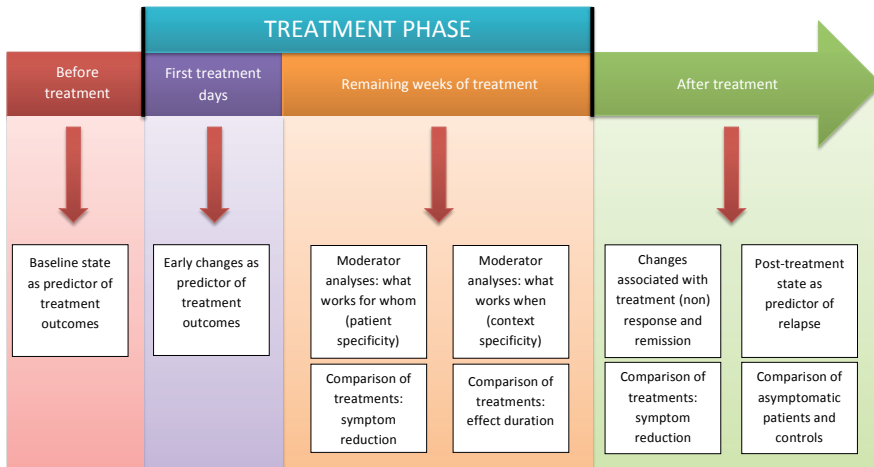 TREATMENT PHASE
Before
treatment
First treatment
days
Remaining weeks of treatment
After treatment
Baseline state
as predictor of
treatment
outcomes
Early changes as
predictor of
treatment
outcomes
Moderator
analyses: what
works for whom
(patient
specificity)
Moderator
analyses: what
works when
(context
specificity)
Changes
associated with
treatment (non)
response and
remission
Post-treatment
state as
predictor of
relapse
Comparison of
treatments:
symptom
reduction
Comparison of
treatments:
effect duration
Comparison of
treatments:
symptom
reduction
Comparison of
asymptomatic
patients and
controls